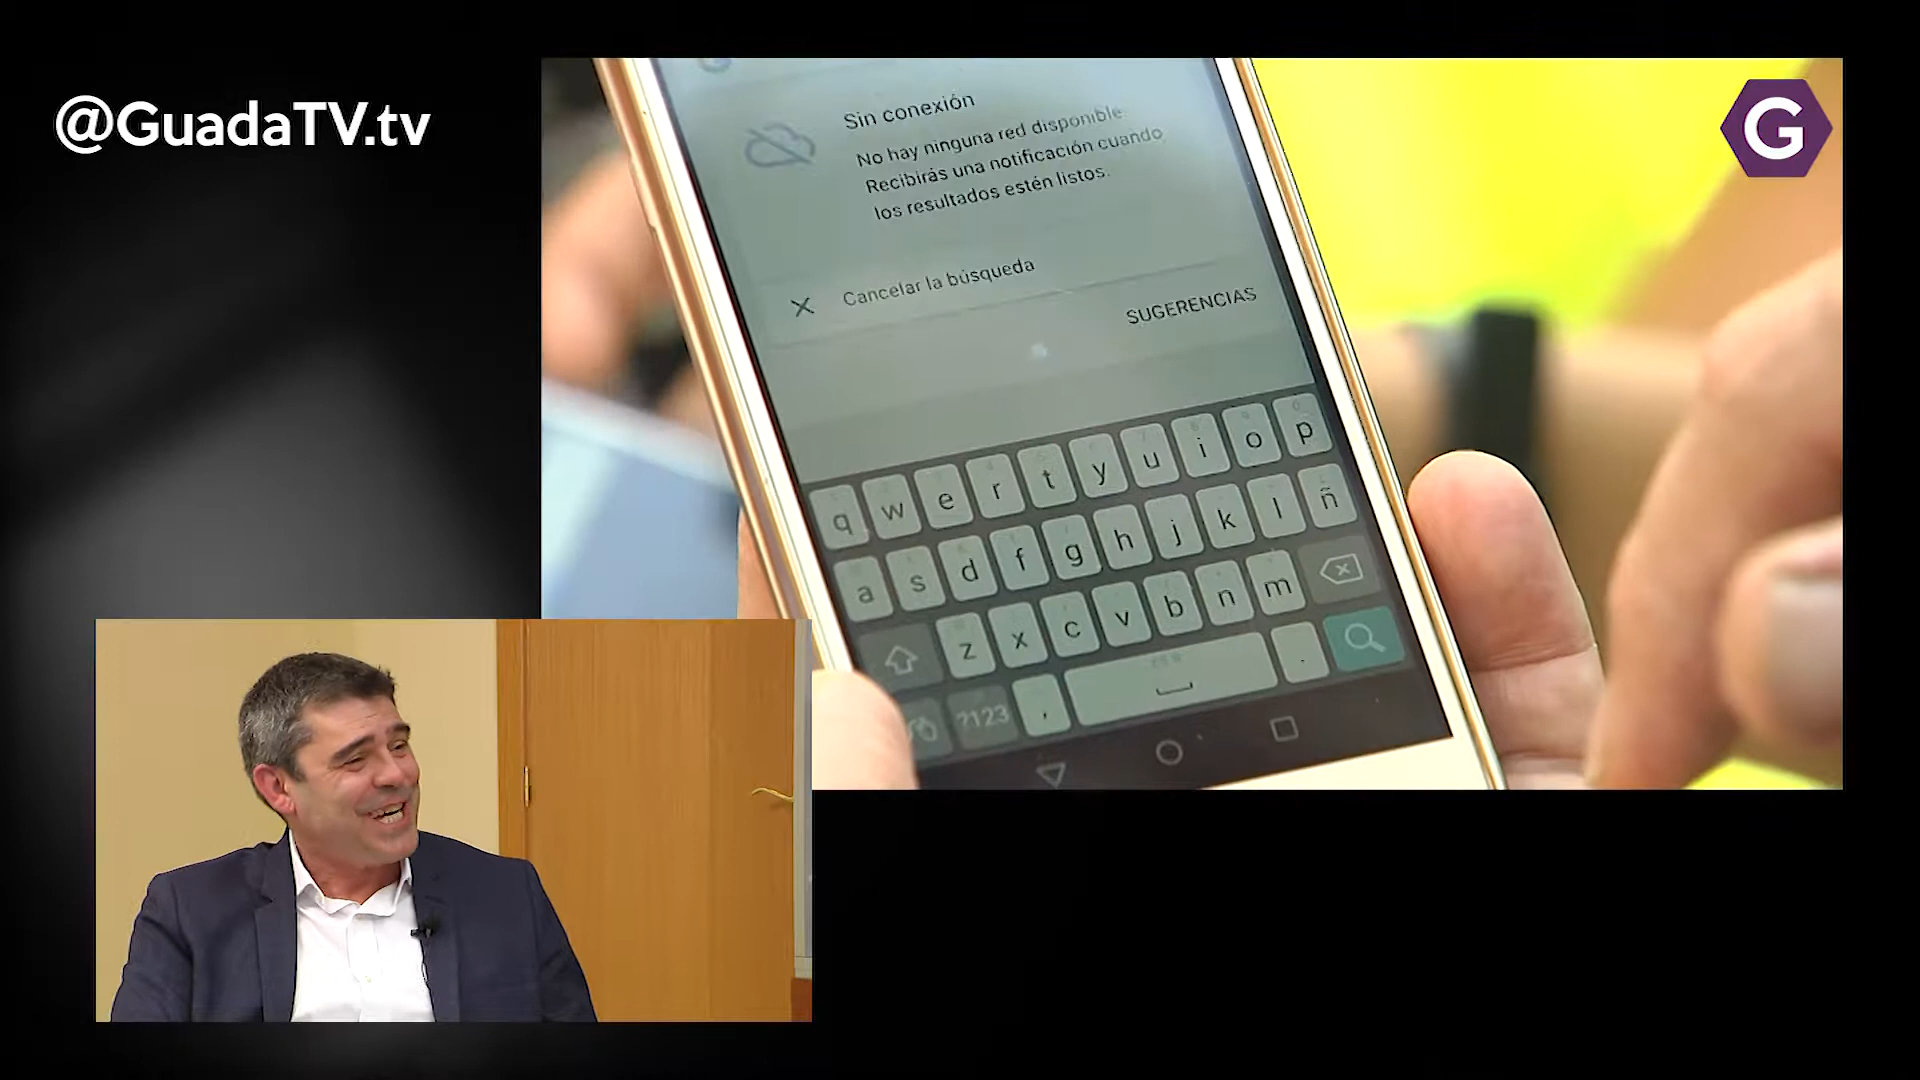 @GuadaTV.tv
G
Sin conexión
No hay ninguna red disponible
Recibirás una notificación cuando
los resultados estén listos.
Cancelar la búsqueda
SUGERENCIAS
q w e r t y u i o p
a s d f g h j k l ñ
z x c v b n m
?123 , .